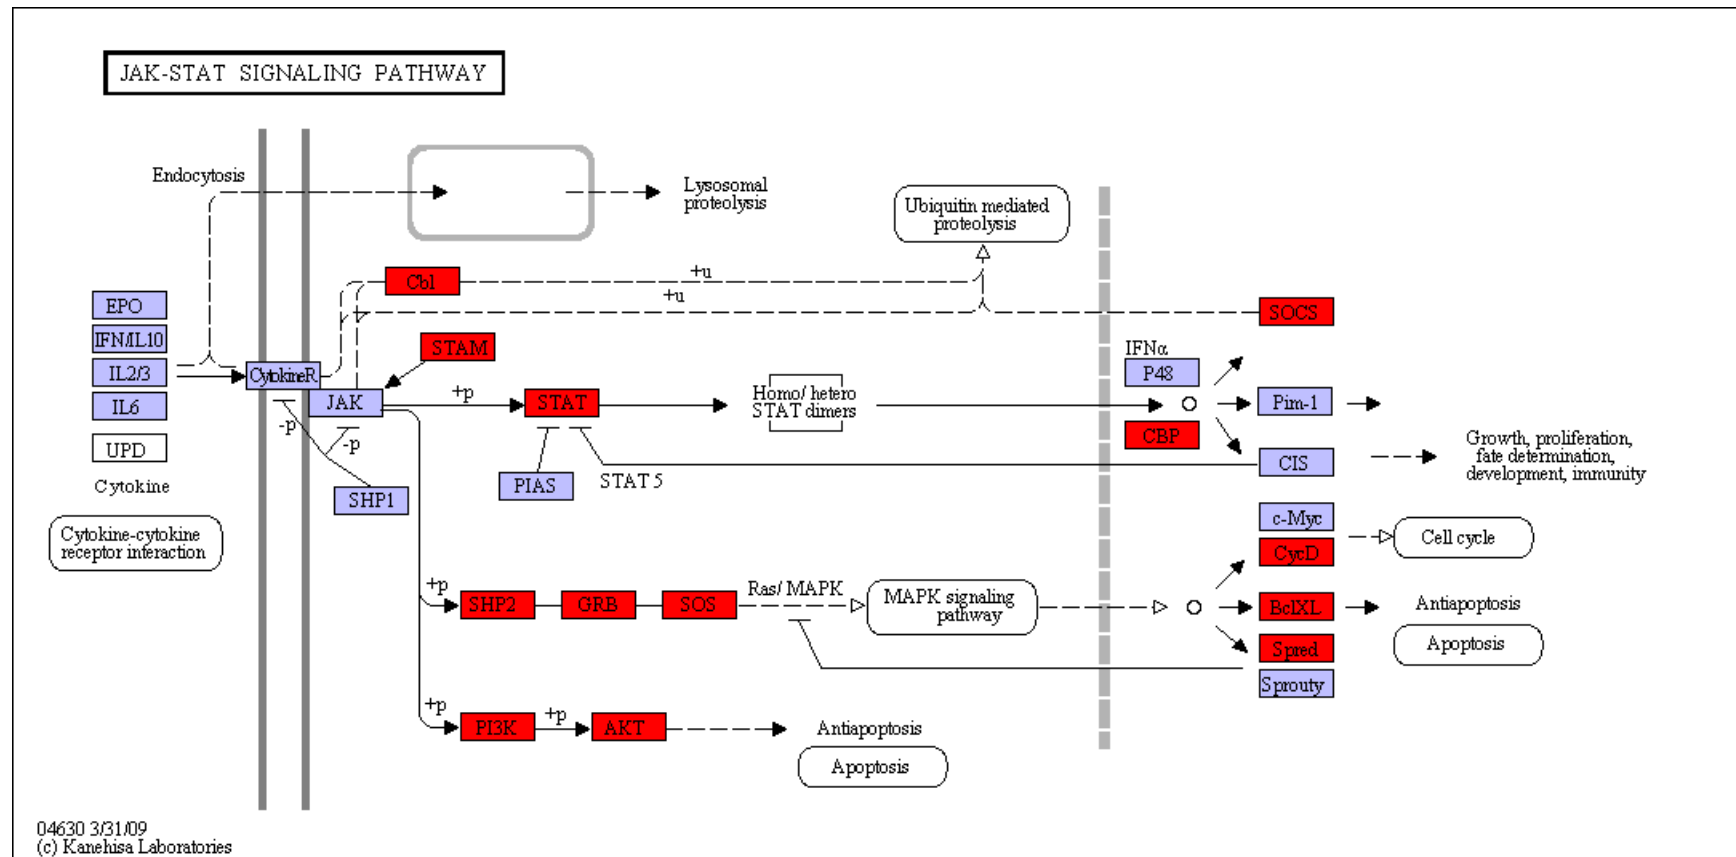 JAK-STAT SIGNALING PATHWAY
Endocytosis
Lysosomal
proteolysis
Ubiquitin mediated
proteolysis
Cbl
+u
+u
EPO
IFN/IL10
IL2/3
IL6
UPD
Cytokine
Cytokine-cytokine
receptor interaction
CytokineR
JAK
STAM
+p
STAT
Homo/ hetero
STAT dimers
-p
-p
SHP1
PIAS
STAT 5
SOCS
IFNα
P48
CBP
Pim-1
CIS
Growth, proliferation,
fate determination,
development, immunity
c-Myc
CycD
Cell cycle
+p
SHP2
GRB
SOS
Ras/ MAPK
MAPK signaling
pathway
BclXL
Antiapoptosis
Spred
Apoptosis
Sprouty
+p
PI3K
+p
AKT
Antiapoptosis
Apoptosis
04630 3/31/09
(c) Kanehisa Laboratories